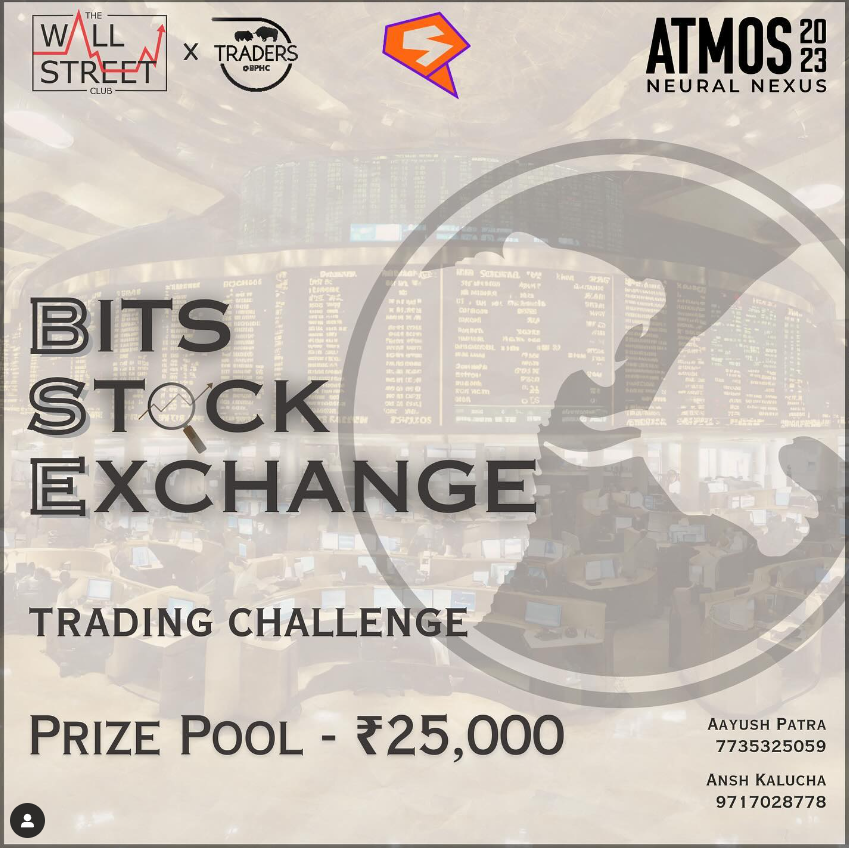 THE
WALL
STREET
CLUB
X
TRADERS
@BPHC
ATMOS 2023
NEURAL NEXUS
BITS
STOCK
EXCHANGE
TRADING CHALLENGE
PRIZE POOL - ₹25,000
AAYUSH PATRA
7735325059
ANSH KALUCHA
9717028778